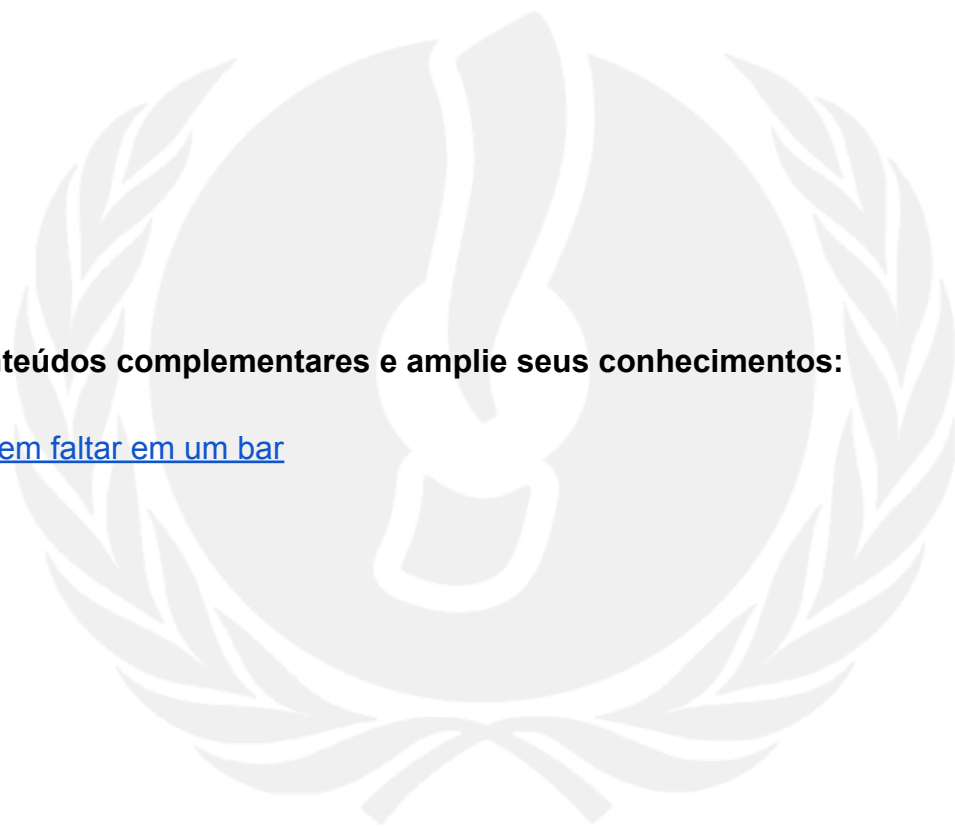 teúdos complementares e amplie seus conhecimentos:
em faltar em um bar